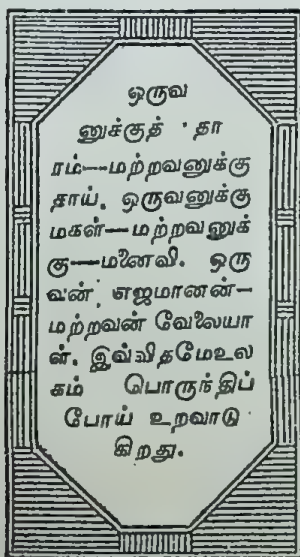 ஒருவ
னுக்குத் தா
ரம்—மற்றவனுக்கு
தாய். ஒருவனுக்கு
மகள்—மற்றவனுக்
கு—மனைவி. ஒரு
வன் எஜமானன்–
மற்றவன் வேலையா
ள். இவ்விதமேஉல
கம் பொருந்திப்
போய் உறவாடு
கிறது.